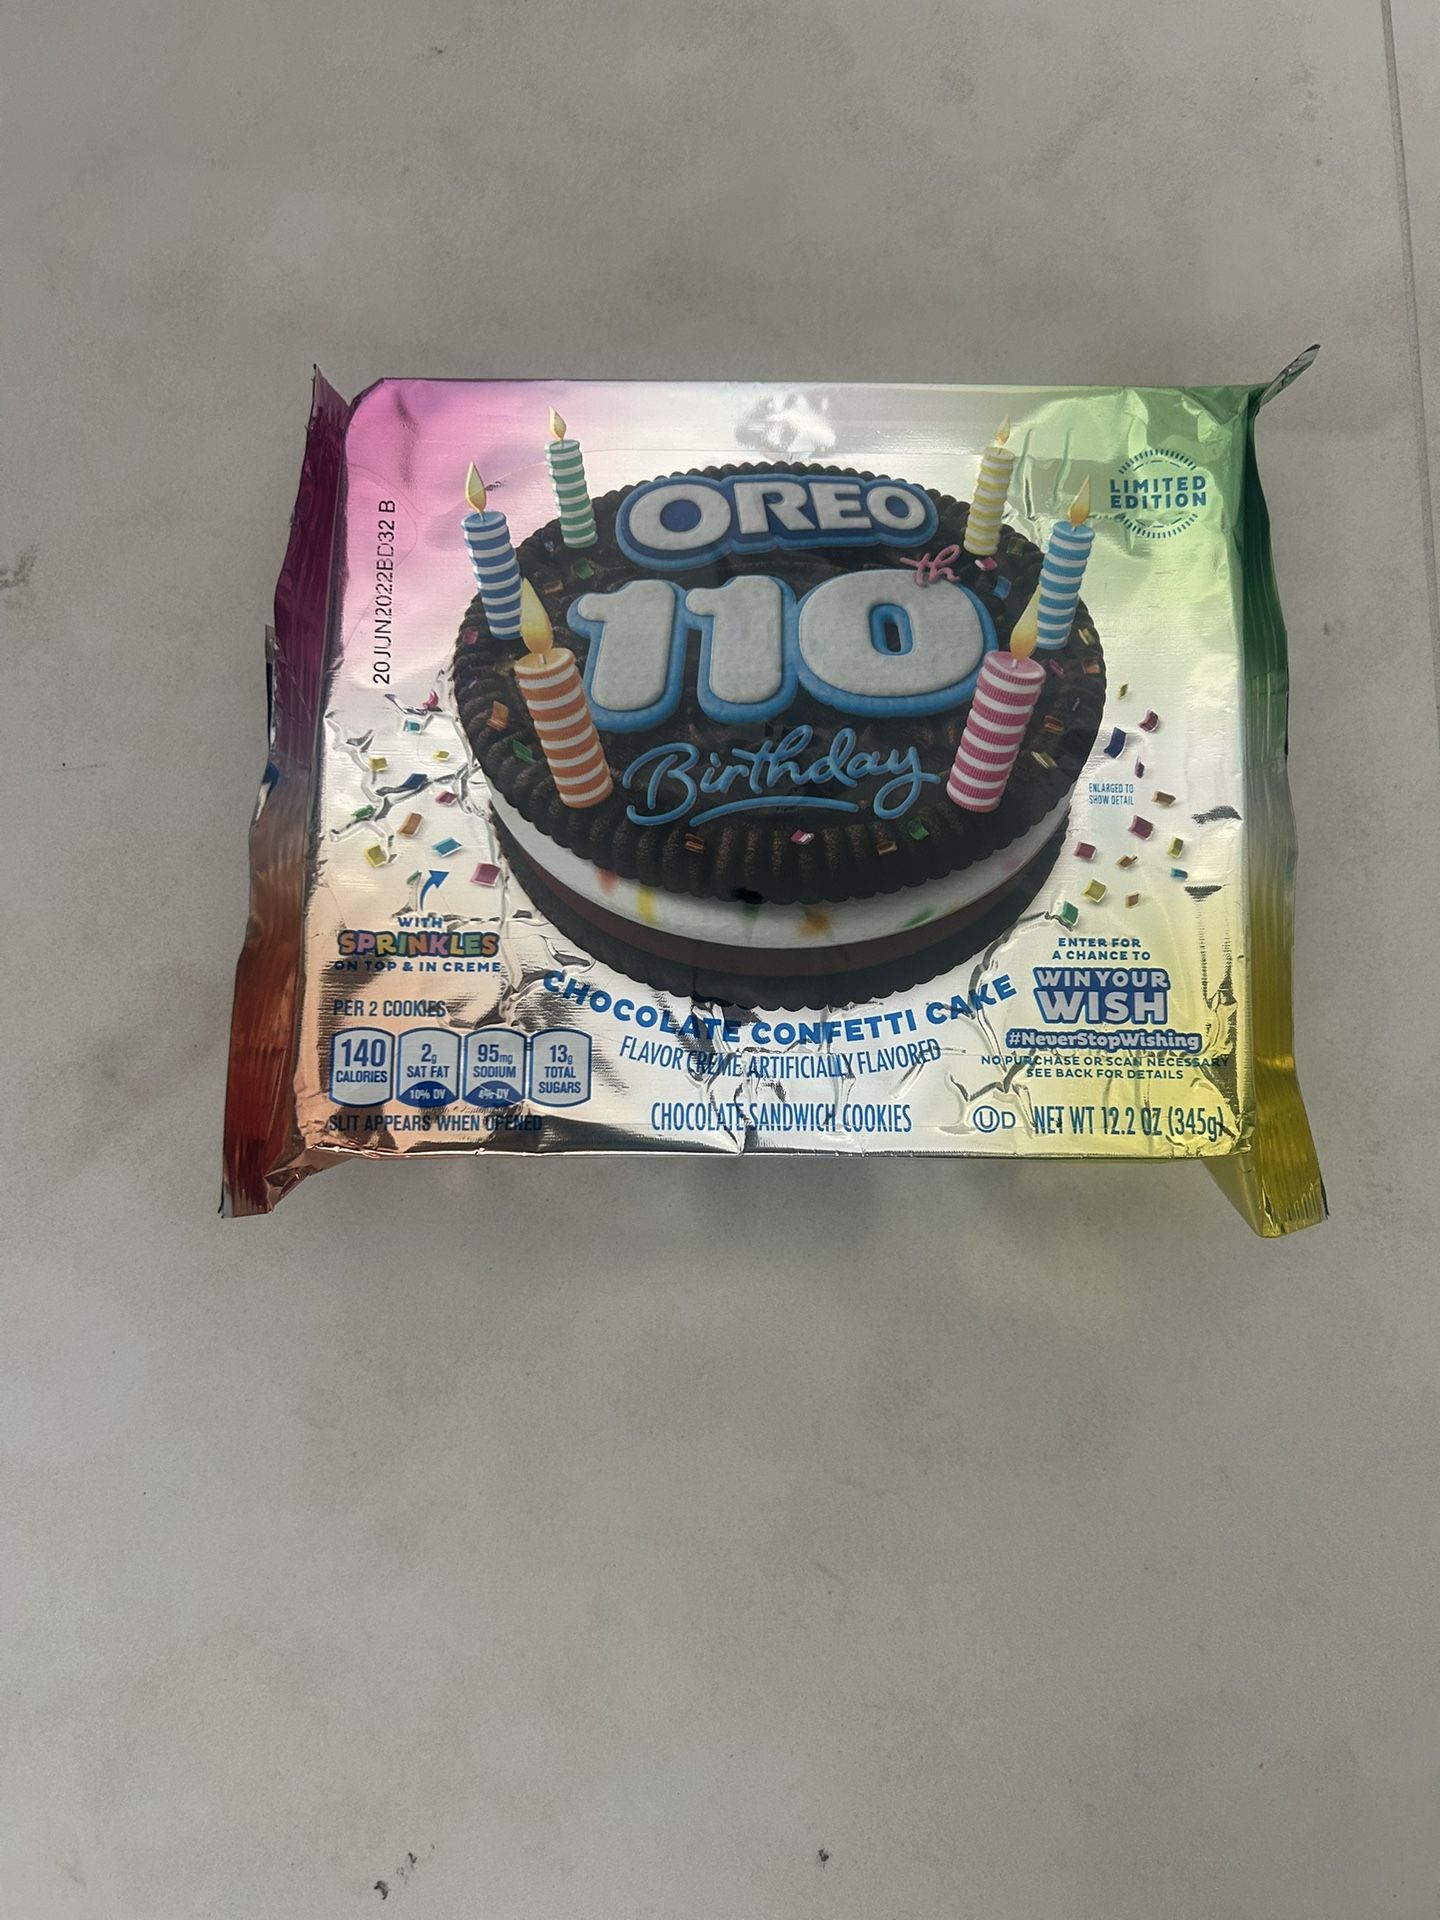 20JUN2022BD32 B
LIMITED
EDITION
OREO
110th
Birthday
ENLARGED TO
SHOW DETAIL
WITH
SPRINKLES
ON TOP & IN CREME
PER 2 COOKIES
140
CALORIES
2g
SAT FAT
10% DV
95mg
SODIUM
4% DV
13g
TOTAL
SUGARS
SLIT APPEARS WHEN OPENED
CHOCOLATE CONFETTI CAKE
FLAVOR CREME ARTIFICIALLY FLAVORED
CHOCOLATE SANDWICH COOKIES
ENTER FOR
A CHANCE TO
WIN YOUR
WISH
#NeverStopWishing
NO PURCHASE OR SCAN NECESSARY
SEE BACK FOR DETAILS
UD NET WT 12.2 OZ (345g)